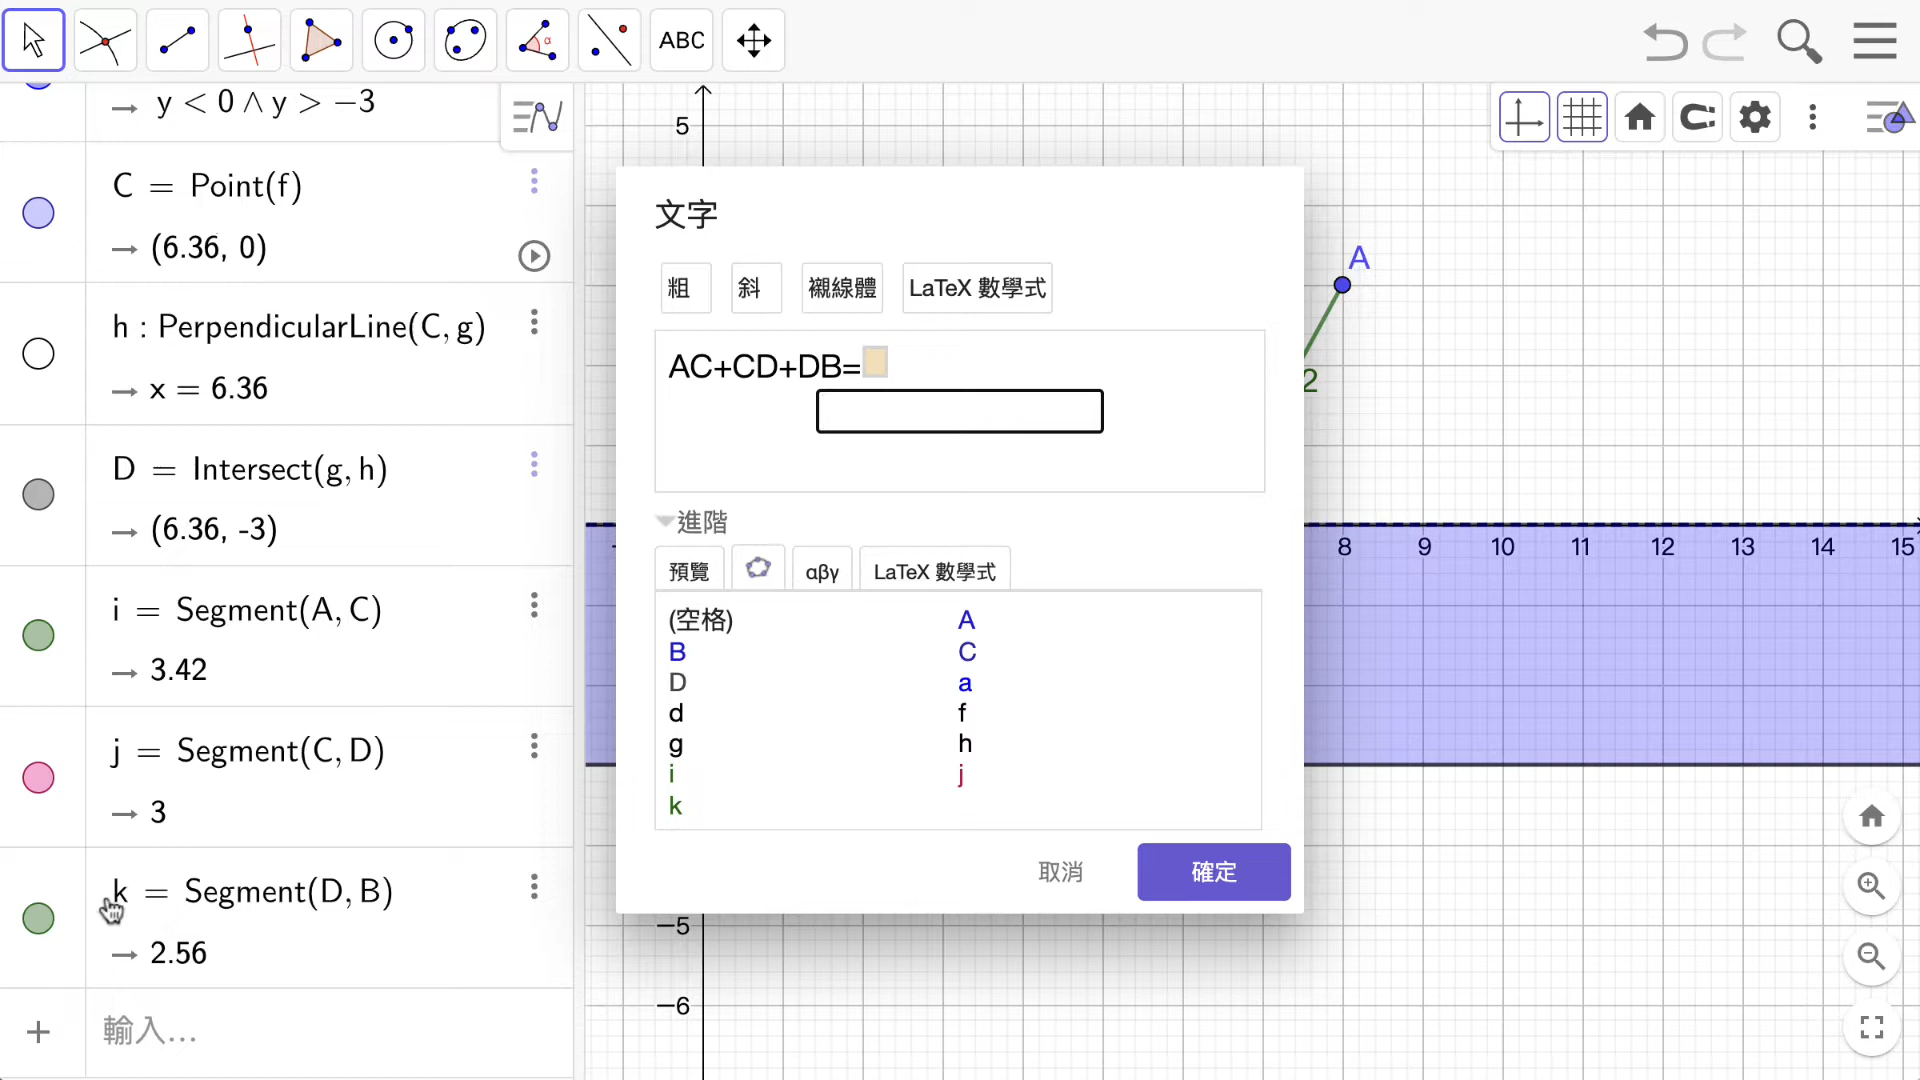 ABC
→ y < 0 ∧ y > −3
C = Point(f)
→ (6.36, 0)
h : PerpendicularLine(C, g)
→ x = 6.36
D = Intersect(g, h)
→ (6.36, -3)
i = Segment(A, C)
→ 3.42
j = Segment(C, D)
→ 3
k = Segment(D, B)
→ 2.56
+ 輸入…
文字
粗 斜 襯線體 LaTeX 數學式
AC+CD+DB=
進階
預覽 αβγ LaTeX 數學式
(空格) A
B C
D a
d f
g h
i j
k
取消 確定
5
A
2
8 9 10 11 12 13 14 15
−5
−6
α